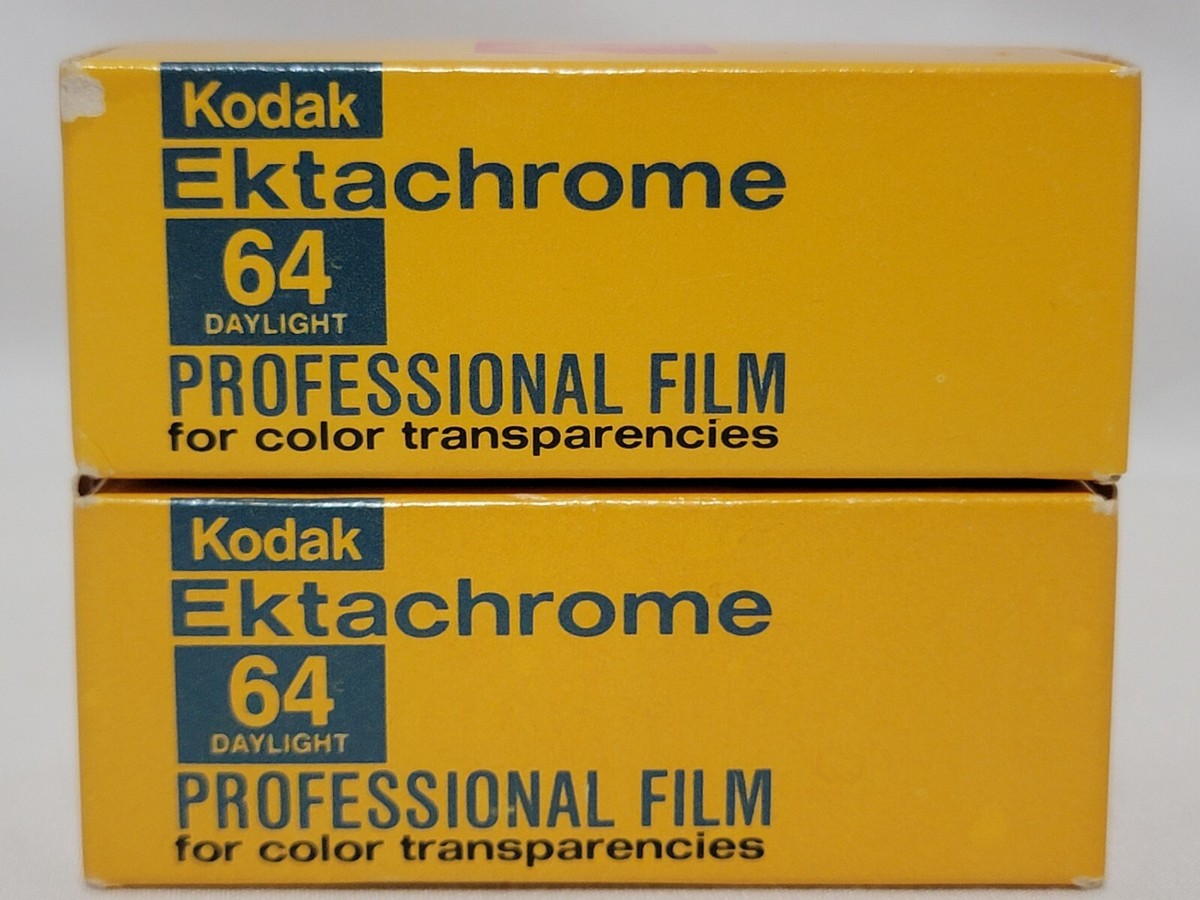 Kodak
Ektachrome
64
DAYLIGHT
PROFESSIONAL FILM
for color transparencies
Kodak
Ektachrome
64
DAYLIGHT
PROFESSIONAL FILM
for color transparencies